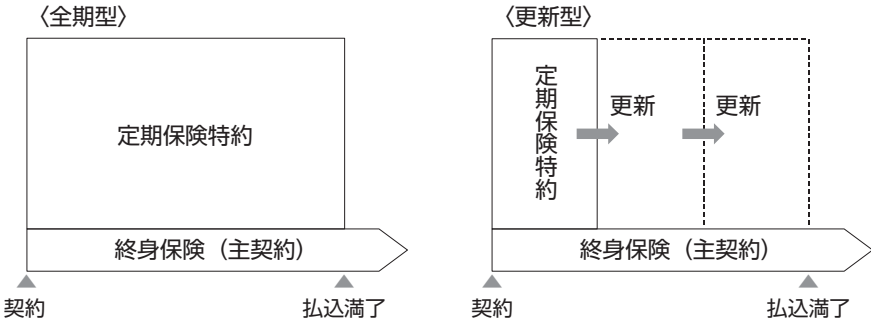 〈全期型〉
定期保険特約
終身保険（主契約）
契約
払込満了
〈更新型〉
定期保険特約
更新
更新
終身保険（主契約）
契約
払込満了